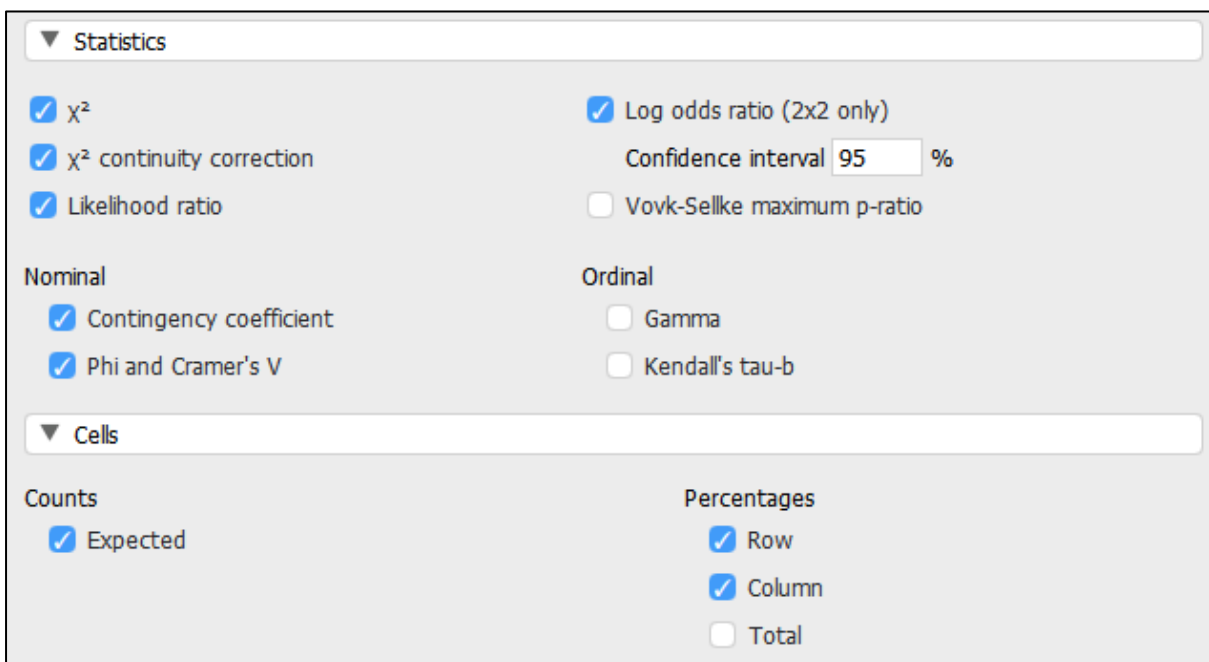 Statistics
χ²
Log odds ratio (2x2 only)
χ² continuity correction
Confidence interval 95 %
Likelihood ratio
Vovk-Sellke maximum p-ratio
Nominal
Ordinal
Contingency coefficient
Gamma
Phi and Cramer's V
Kendall's tau-b
Cells
Counts
Percentages
Expected
Row
Column
Total